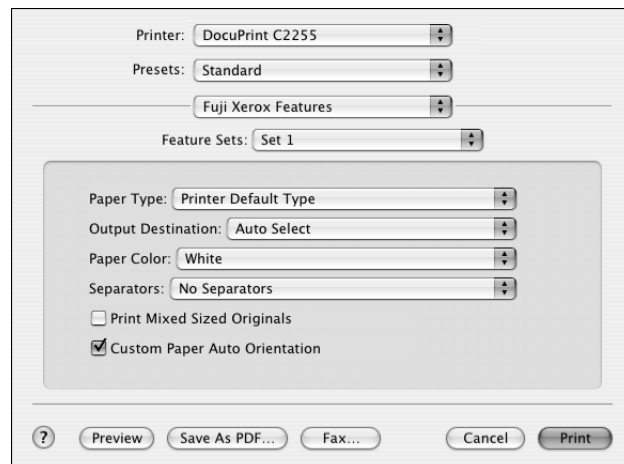 Printer: DocuPrint C2255
Presets: Standard
Fuji Xerox Features
Feature Sets: Set 1
Paper Type: Printer Default Type
Output Destination: Auto Select
Paper Color: White
Separators: No Separators
Print Mixed Sized Originals
Custom Paper Auto Orientation
? Preview Save As PDF... Fax... Cancel Print